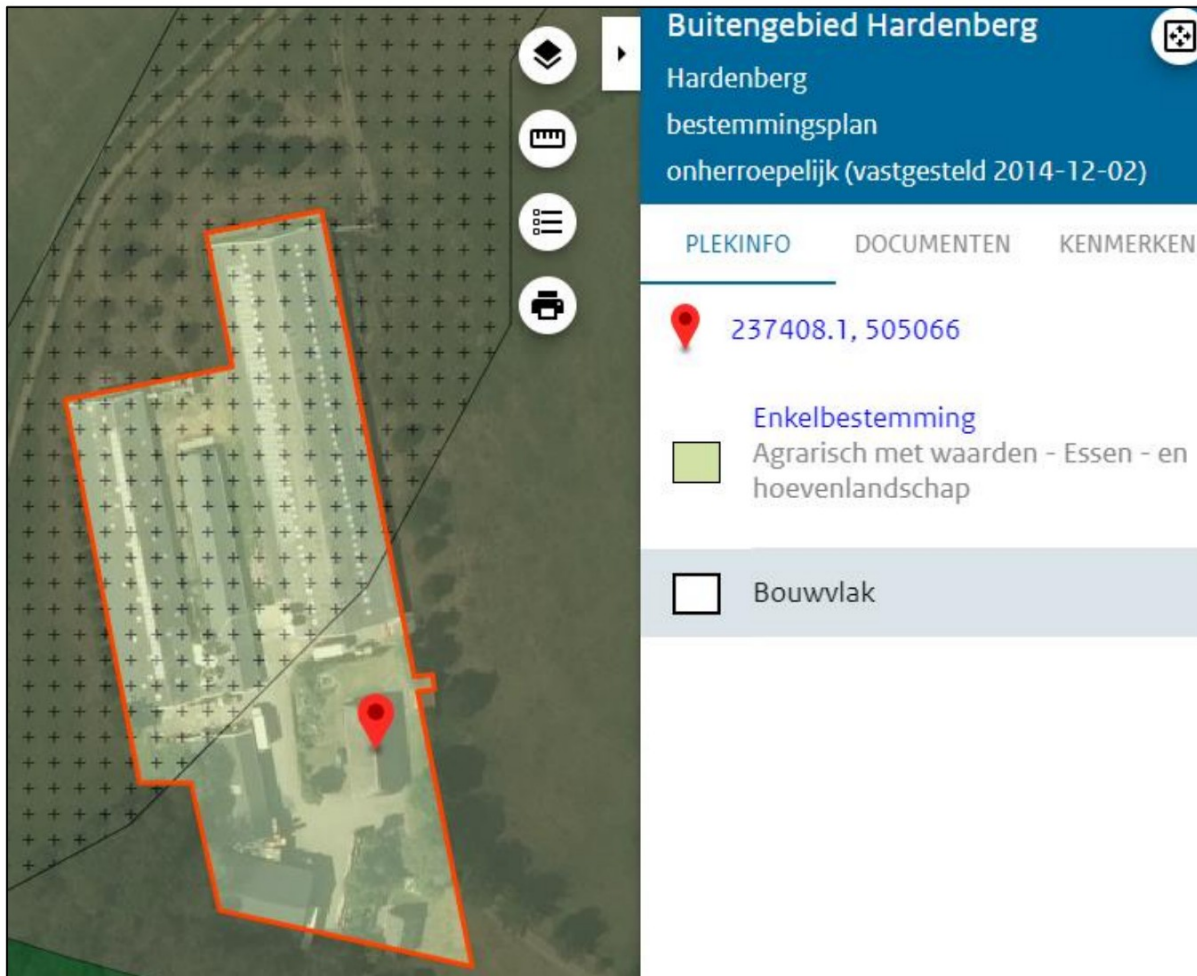 Buitengebied Hardenberg
Hardenberg
bestemmingsplan
onherroepelijk (vastgesteld 2014-12-02)
PLEKINFO DOCUMENTEN KENMERKEN
237408.1, 505066
Enkelbestemming
Agrarisch met waarden - Essen - en
hoevenlandschap
Bouwvlak